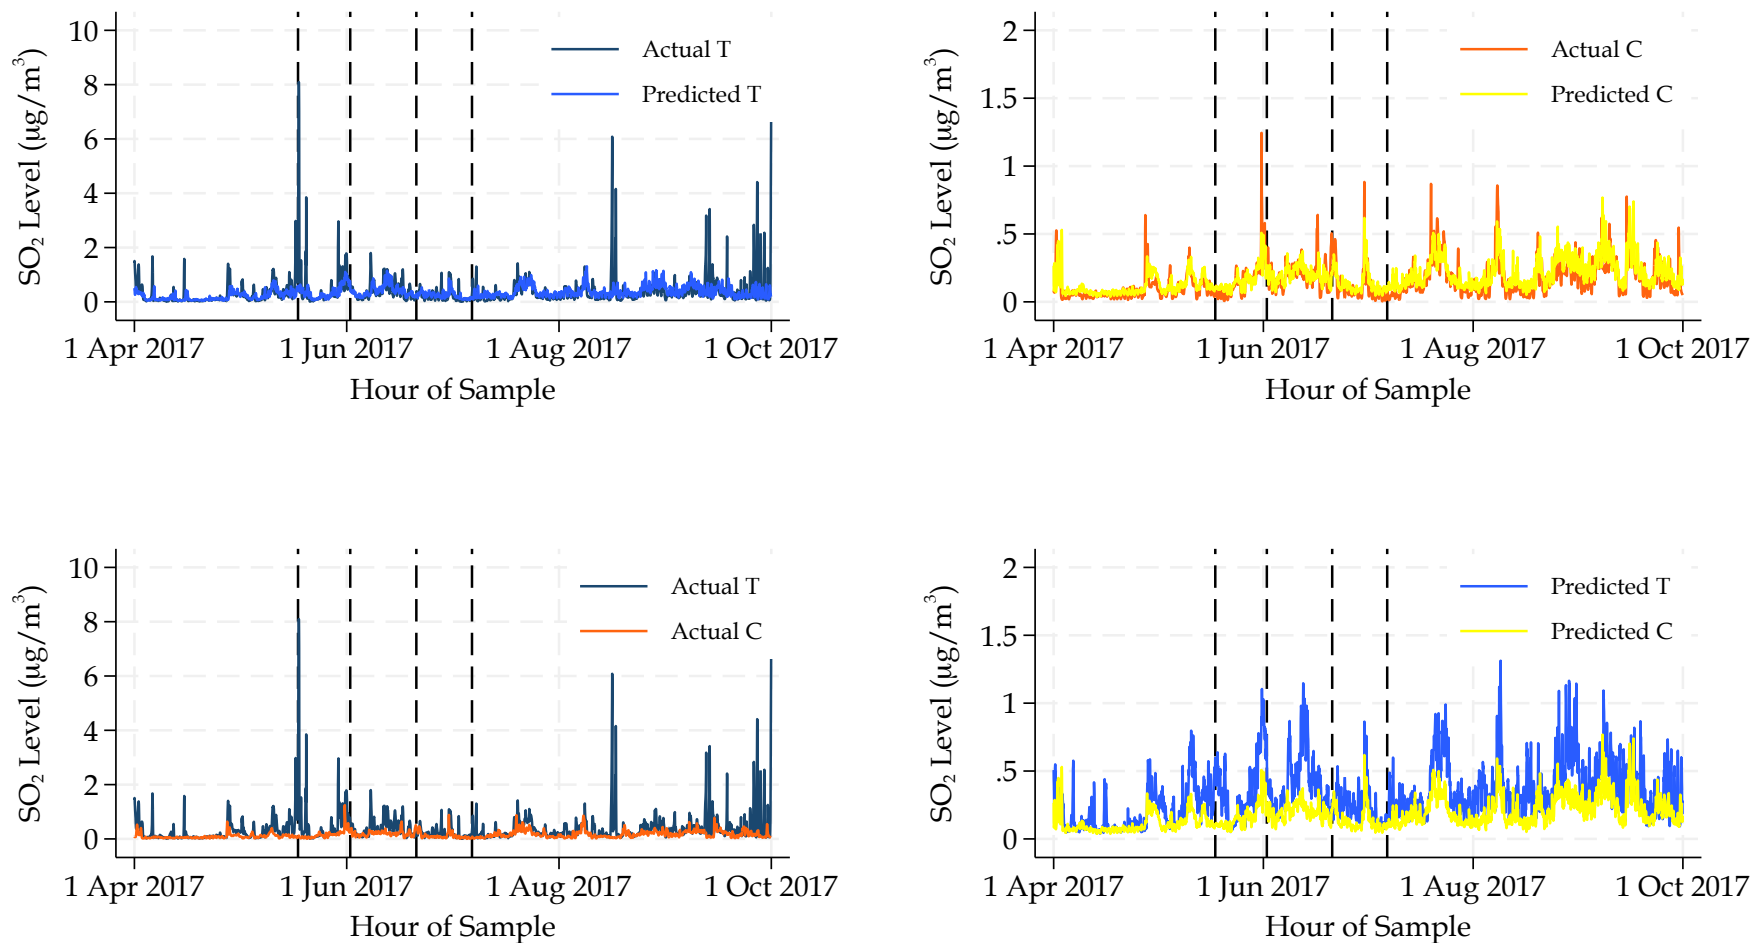 SO₂ Level (µg/m³)
10
8
6
4
2
0
Actual T
Predicted T
1 Apr 2017
1 Jun 2017
1 Aug 2017
1 Oct 2017
Hour of Sample
SO₂ Level (µg/m³)
2
1.5
1
.5
0
Actual C
Predicted C
1 Apr 2017
1 Jun 2017
1 Aug 2017
1 Oct 2017
Hour of Sample
SO₂ Level (µg/m³)
10
8
6
4
2
0
Actual T
Actual C
1 Apr 2017
1 Jun 2017
1 Aug 2017
1 Oct 2017
Hour of Sample
SO₂ Level (µg/m³)
2
1.5
1
.5
0
Predicted T
Predicted C
1 Apr 2017
1 Jun 2017
1 Aug 2017
1 Oct 2017
Hour of Sample